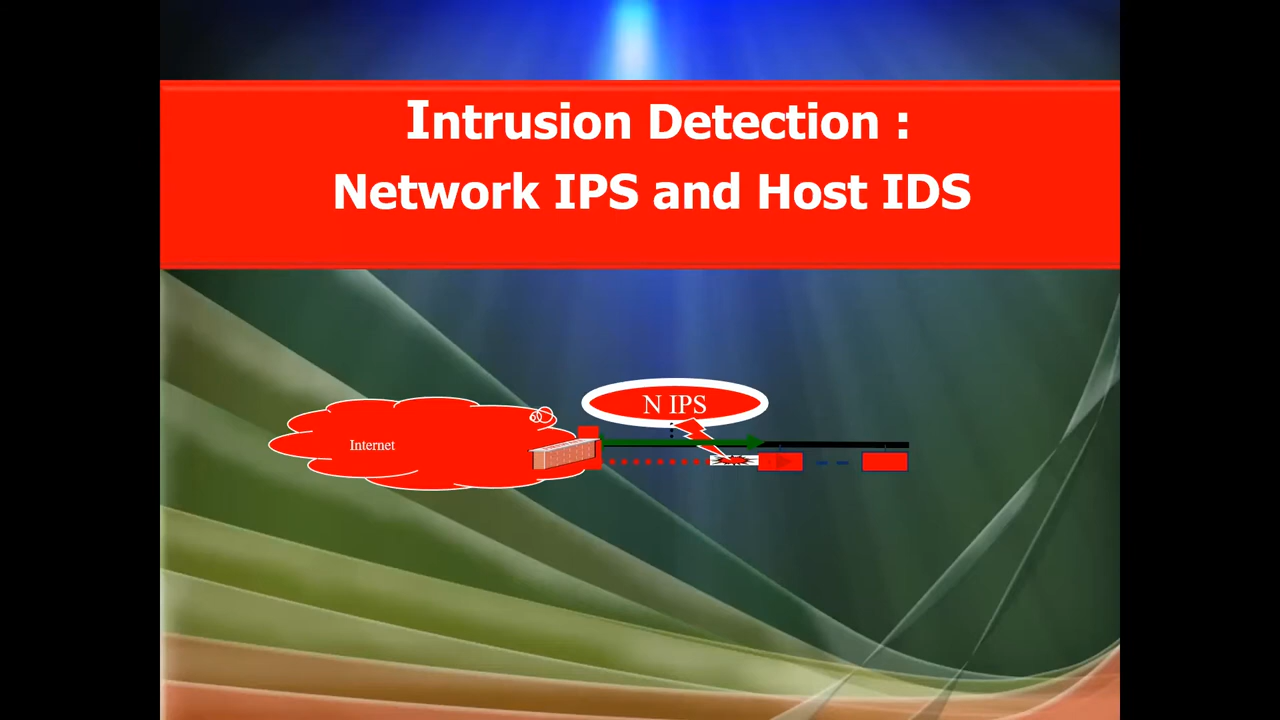 Intrusion Detection :
Network IPS and Host IDS
N IPS
Internet